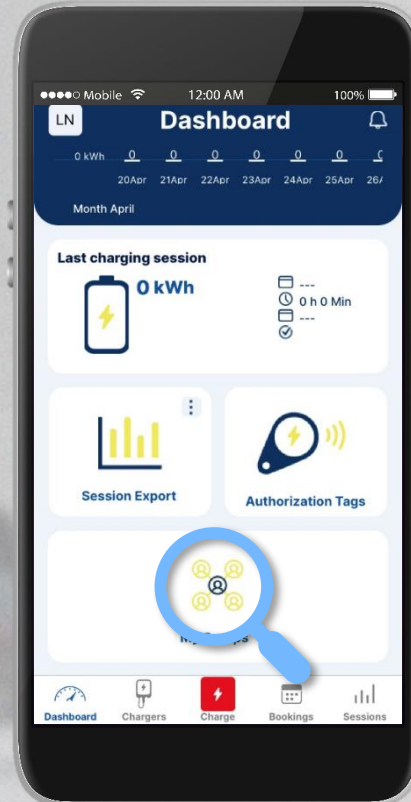 Mobile 12:00 AM 100%
LN Dashboard
0 kWh 0 0 0 0 0 0 0
20Apr 21Apr 22Apr 23Apr 24Apr 25Apr 26
Month April
Last charging session
0 kWh
---
0 h 0 Min
---
Session Export Authorization Tags
Dashboard Chargers Charge Bookings Sessions